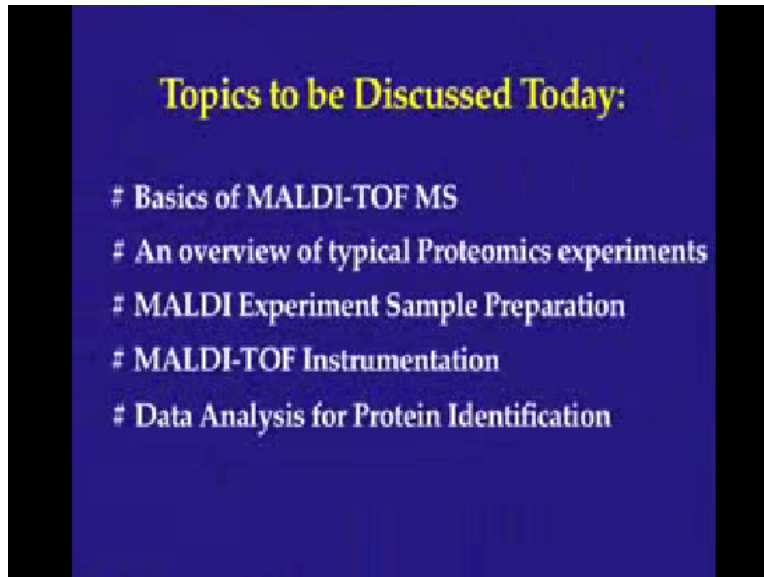 Topics to be Discussed Today:
# Basics of MALDI-TOF MS
# An overview of typical Proteomics experiments
# MALDI Experiment Sample Preparation
# MALDI-TOF Instrumentation
# Data Analysis for Protein Identification